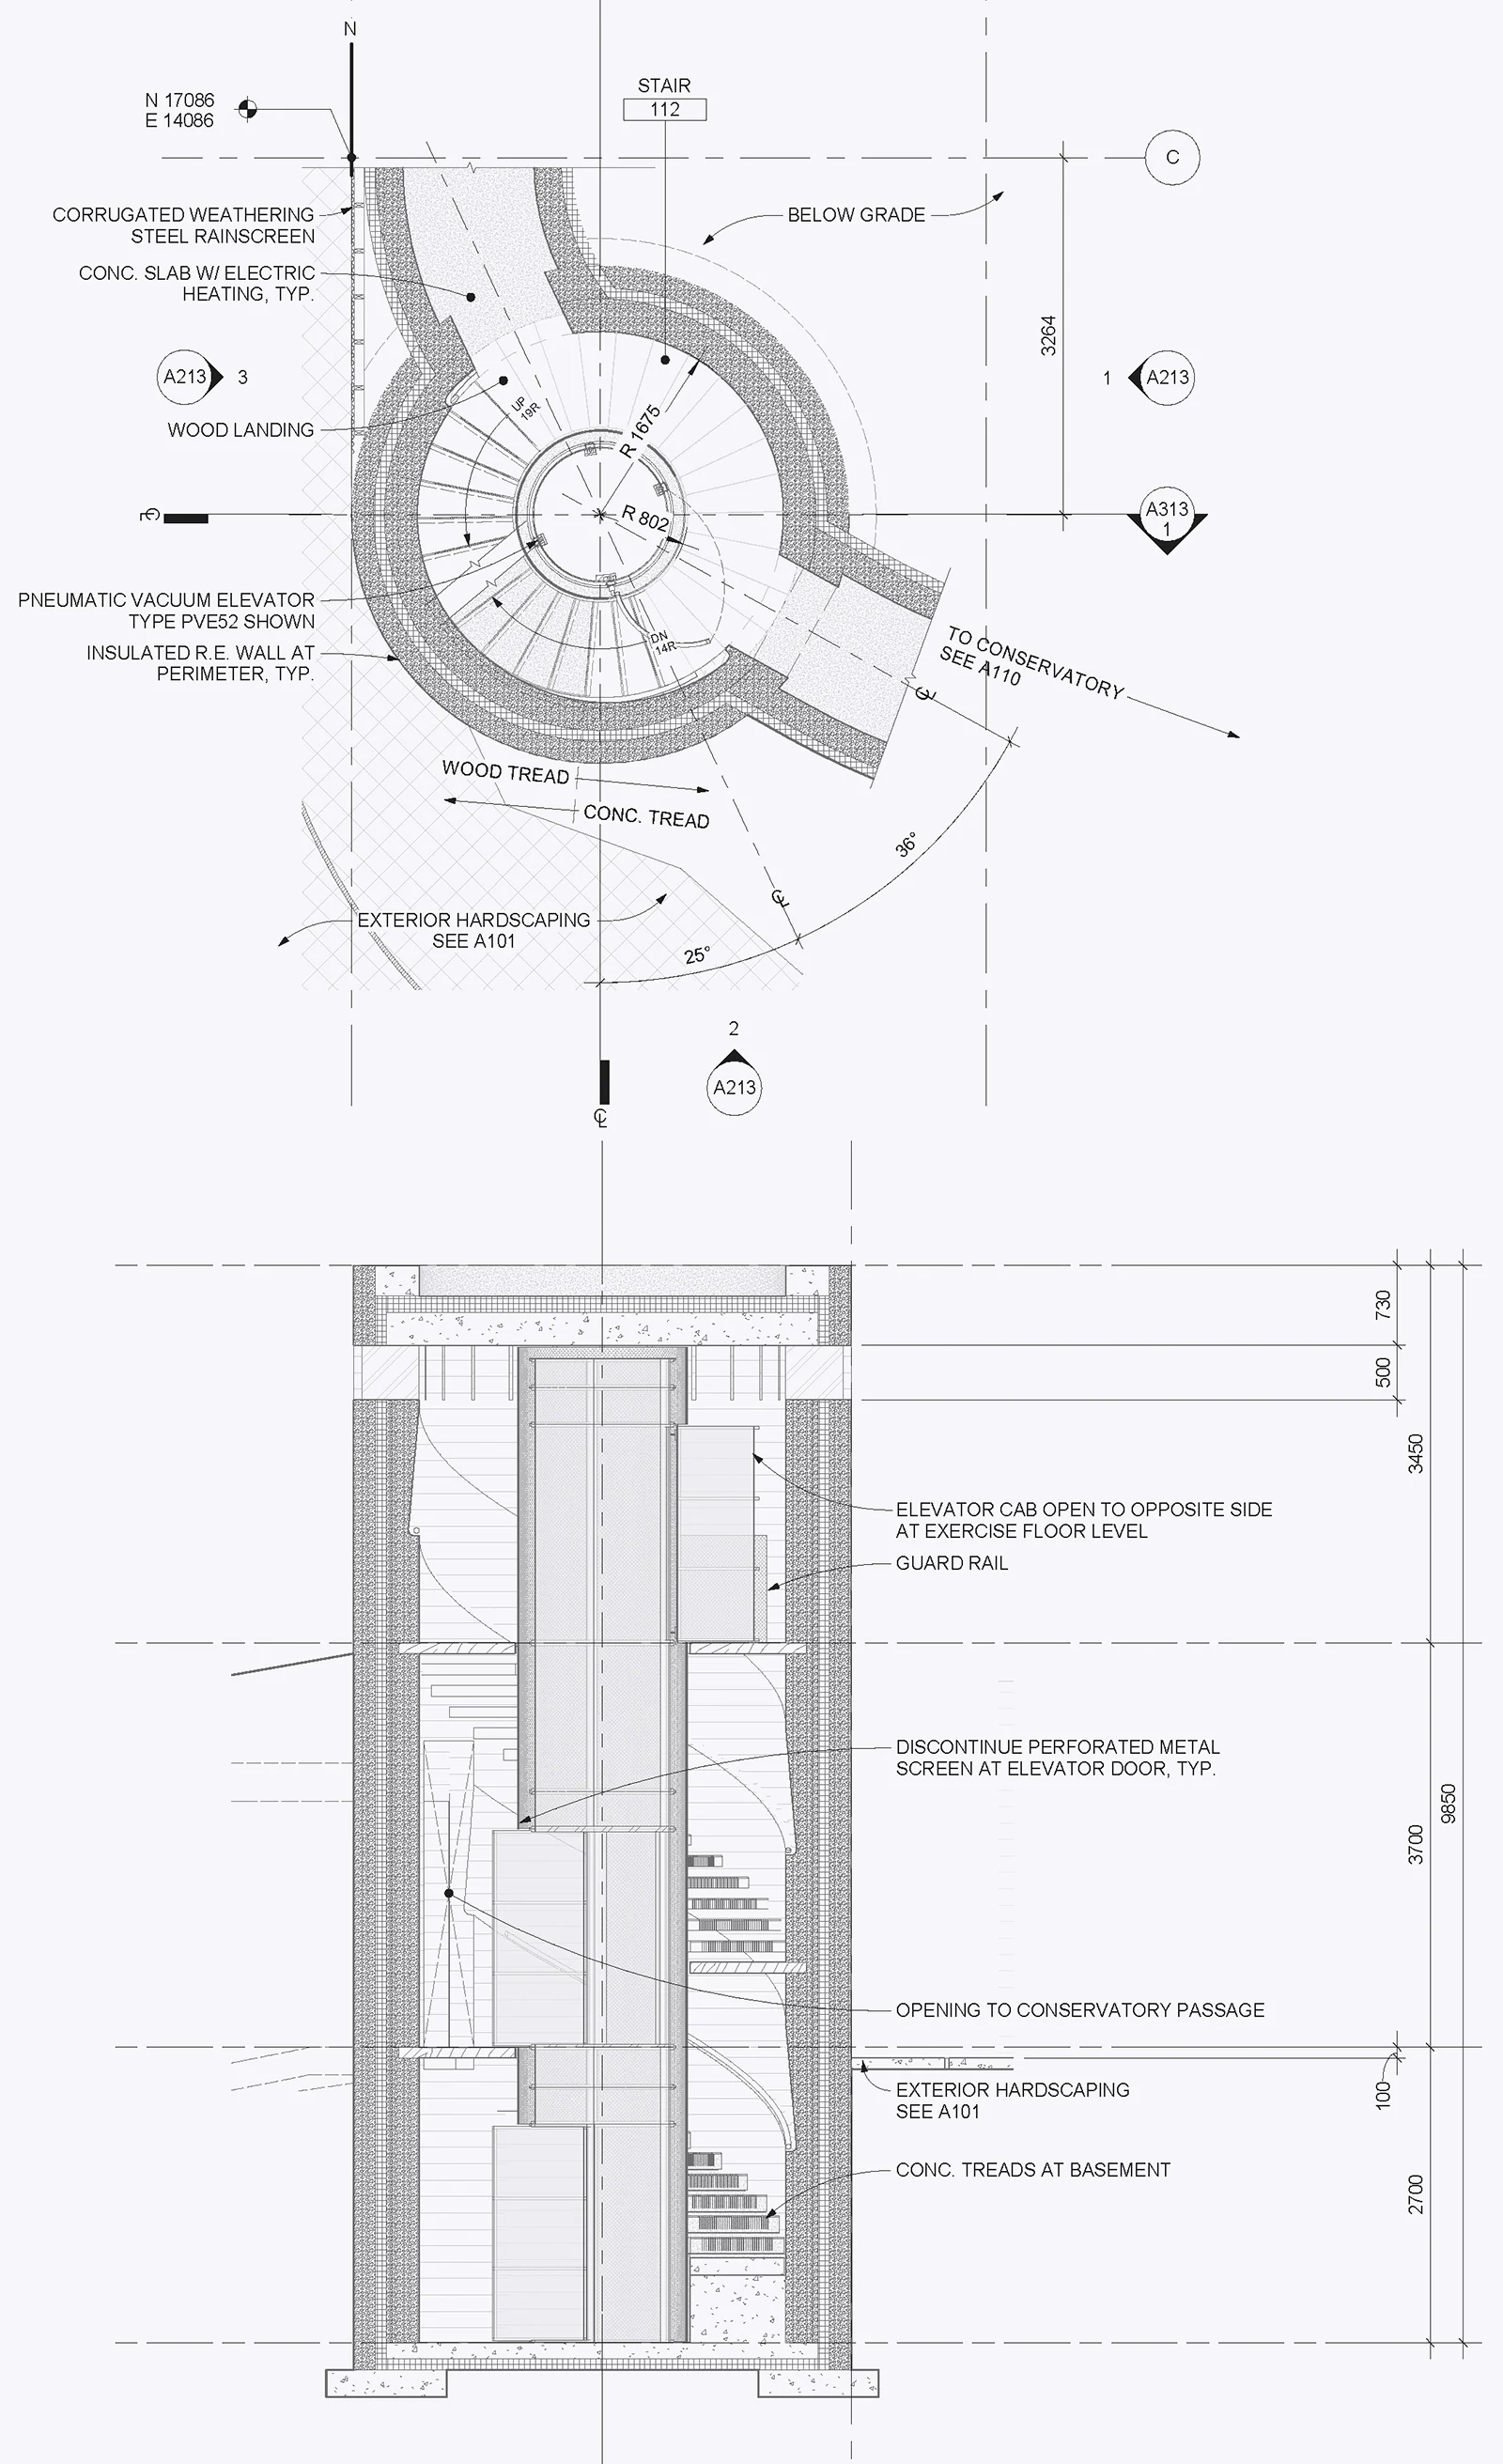 N
STAIR
112
N 17086
E 14086
C
CORRUGATED WEATHERING
STEEL RAINSCREEN
BELOW GRADE
CONC. SLAB W/ ELECTRIC
HEATING, TYP.
3264
A213
3
1
A213
UP
19R
R 1675
WOOD LANDING
℄
R 802
A313
1
PNEUMATIC VACUUM ELEVATOR
TYPE PVE52 SHOWN
DN
14R
INSULATED R.E. WALL AT
PERIMETER, TYP.
TO CONSERVATORY
SEE A110
℄
WOOD TREAD
CONC. TREAD
36°
℄
EXTERIOR HARDSCAPING
SEE A101
25°
2
A213
℄
730
500
3450
ELEVATOR CAB OPEN TO OPPOSITE SIDE
AT EXERCISE FLOOR LEVEL
GUARD RAIL
DISCONTINUE PERFORATED METAL
SCREEN AT ELEVATOR DOOR, TYP.
9850
3700
OPENING TO CONSERVATORY PASSAGE
EXTERIOR HARDSCAPING
SEE A101
100
CONC. TREADS AT BASEMENT
2700